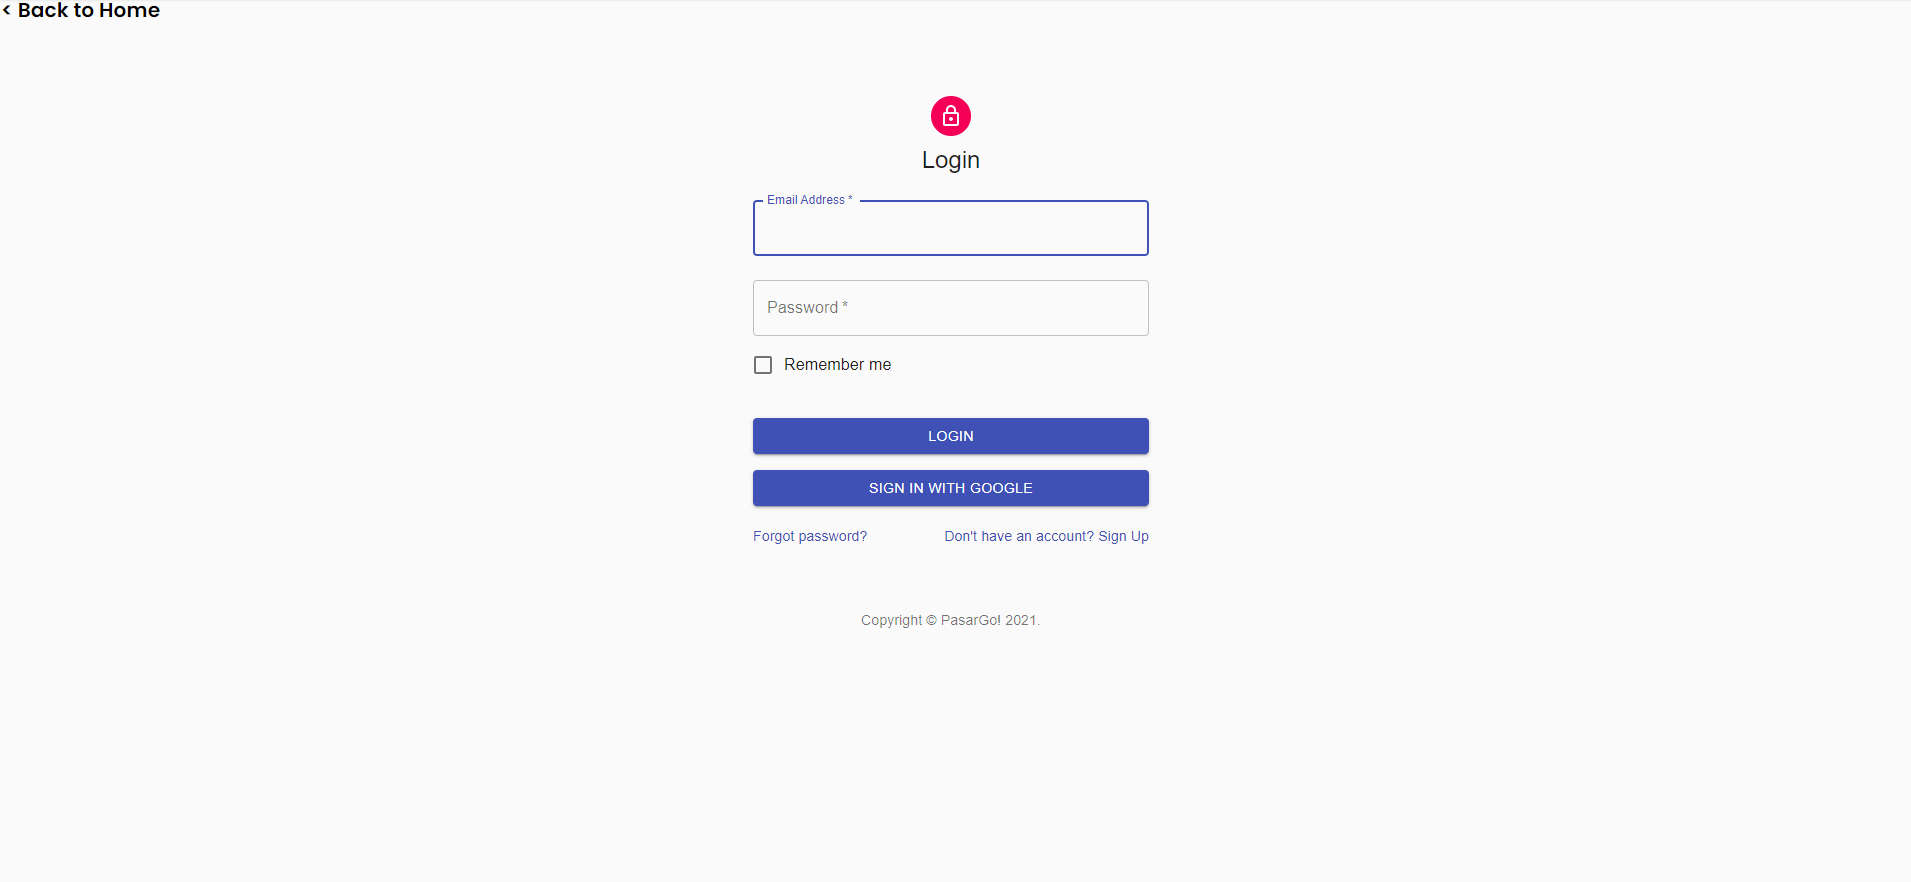 < Back to Home
Login
Email Address *
Password *
Remember me
LOGIN
SIGN IN WITH GOOGLE
Forgot password?
Don't have an account? Sign Up
Copyright © PasarGo! 2021.